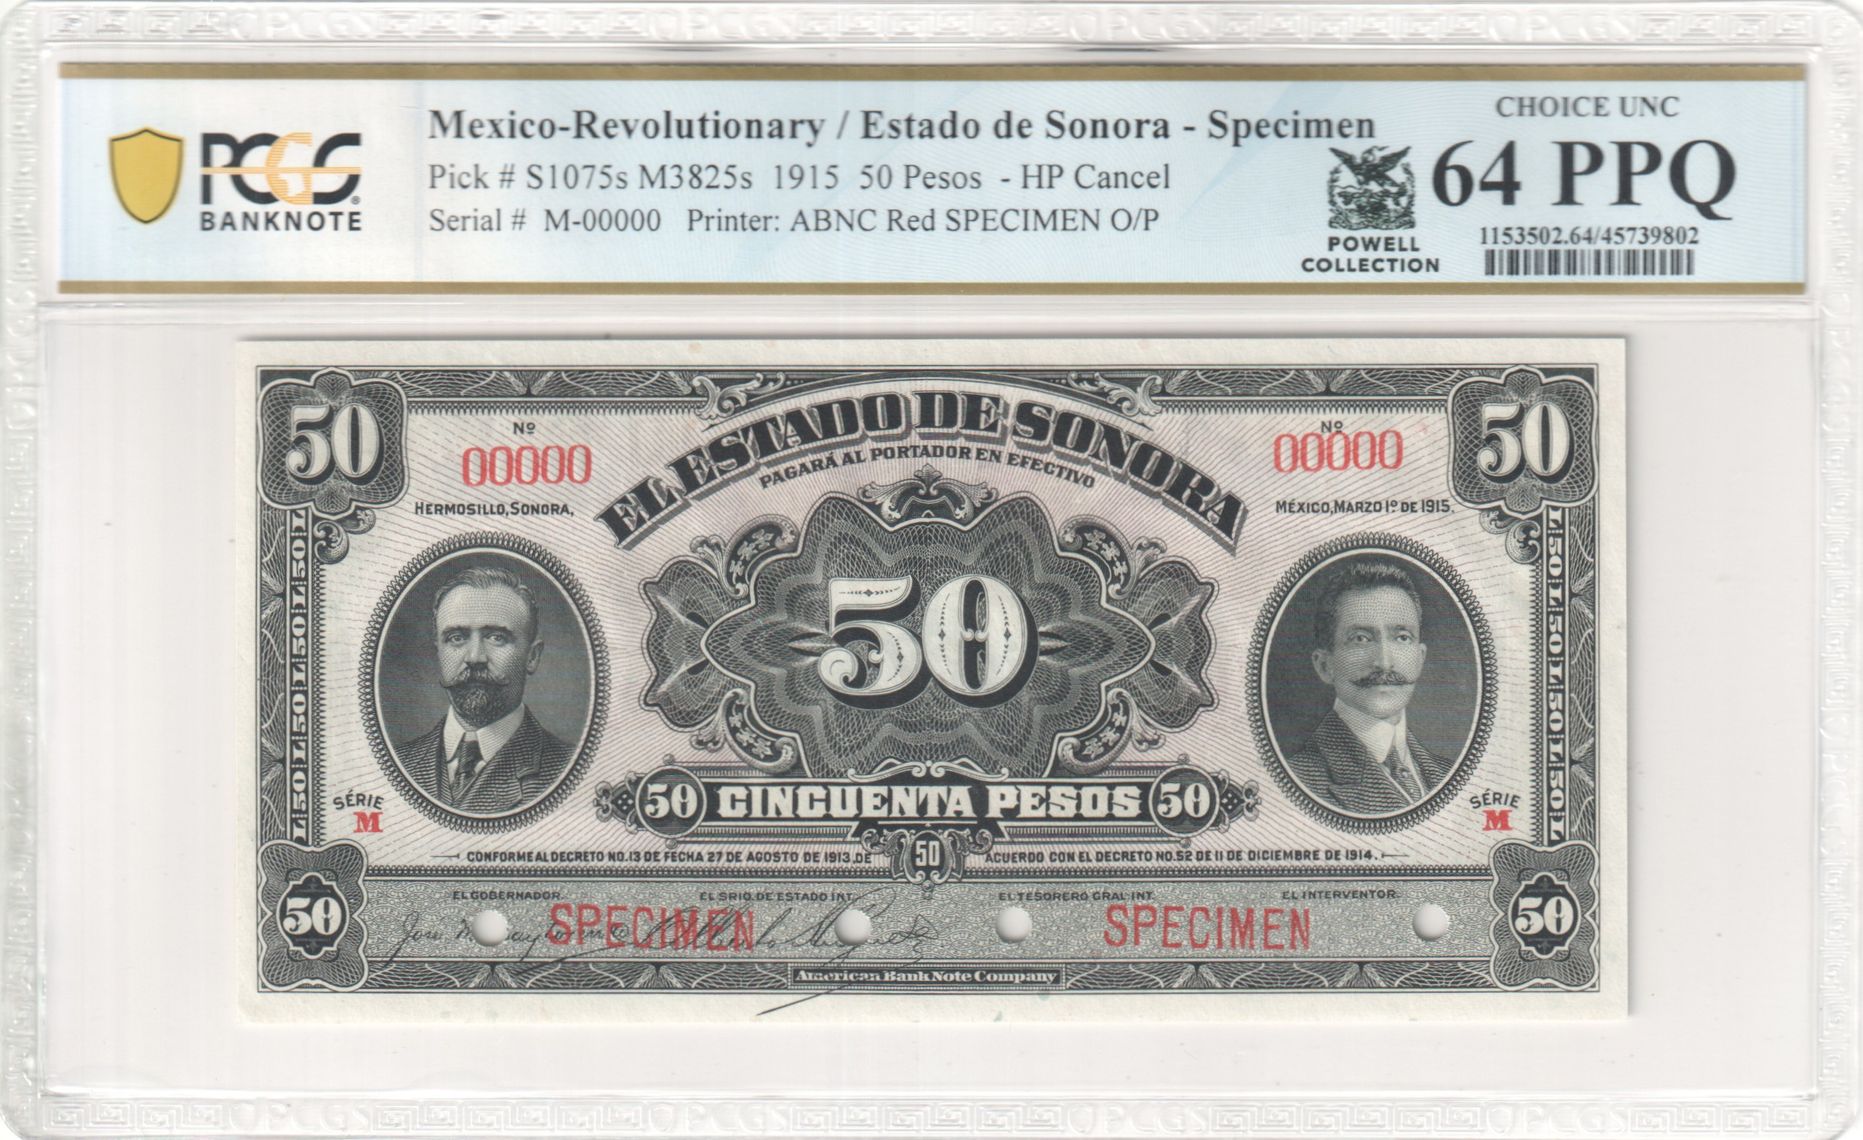 Mexico-Revolutionary / Estado de Sonora - Specimen
Pick # S1075s M3825s 1915 50 Pesos - HP Cancel
Serial # M-00000 Printer: ABNC Red SPECIMEN O/P
PCGS
BANKNOTE
POWELL
COLLECTION
CHOICE UNC
64 PPQ
1153502.64/45739802
50
50
EL ESTADO DE SONORA
PAGARÁ AL PORTADOR EN EFECTIVO
Nº
00000
Nº
00000
HERMOSILLO, SONORA,
MÉXICO, MARZO 1º DE 1915.
50
SÉRIE
M
SÉRIE
M
50 CINCUENTA PESOS 50
CONFORME AL DECRETO NO. 13 DE FECHA 27 DE AGOSTO DE 1913, DE
50
ACUERDO CON EL DECRETO NO. 52 DE 11 DE DICIEMBRE DE 1914.
EL GOBERNADOR.
EL SRIO. DE ESTADO INT.
EL TESORERO GRAL. INT.
EL INTERVENTOR.
50
SPECIMEN
SPECIMEN
50
American Bank Note Company